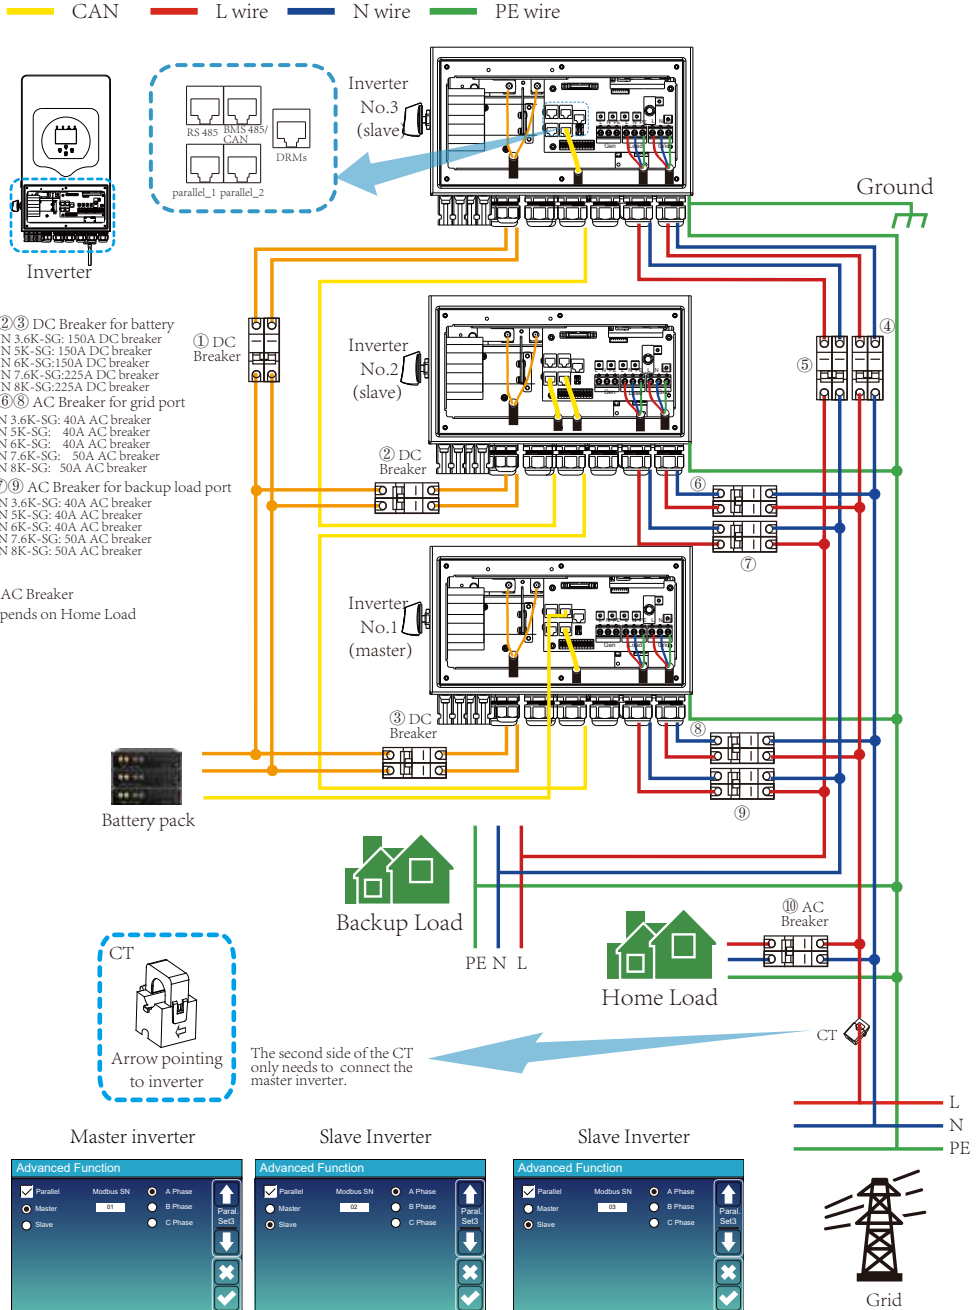 CAN L wire N wire PE wire
RS 485 BMS 485/ CAN
DRMs
parallel_1 parallel_2
Inverter
No.3
(slave)
Gen Load Grid
Ground
Inverter
②③ DC Breaker for battery
N 3.6K-SG: 150A DC breaker
N 5K-SG: 150A DC breaker
N 6K-SG:150A DC breaker
N 7.6K-SG:225A DC breaker
N 8K-SG:225A DC breaker
⑥⑧ AC Breaker for grid port
N 3.6K-SG: 40A AC breaker
N 5K-SG: 40A AC breaker
N 6K-SG: 40A AC breaker
N 7.6K-SG: 50A AC breaker
N 8K-SG: 50A AC breaker
⑦⑨ AC Breaker for backup load port
N 3.6K-SG: 40A AC breaker
N 5K-SG: 40A AC breaker
N 6K-SG: 40A AC breaker
N 7.6K-SG: 50A AC breaker
N 8K-SG: 50A AC breaker
AC Breaker
pends on Home Load
① DC
Breaker
Inverter
No.2
(slave)
Gen Load Grid
④
⑤
② DC
Breaker
⑥
⑦
Inverter
No.1
(master)
Gen Load Grid
③ DC
Breaker
⑧
⑨
Battery pack
Backup Load
PE N L
⑩ AC
Breaker
Home Load
CT
Arrow pointing
to inverter
The second side of the CT
only needs to connect the
master inverter.
CT
L
N
PE
Grid
Master inverter
Advanced Function
Parallel Modbus SN A Phase
Master 01 B Phase
Slave C Phase
Paral.
Set3
Slave Inverter
Advanced Function
Parallel Modbus SN A Phase
Master 02 B Phase
Slave C Phase
Paral.
Set3
Slave Inverter
Advanced Function
Parallel Modbus SN A Phase
Master 03 B Phase
Slave C Phase
Paral.
Set3